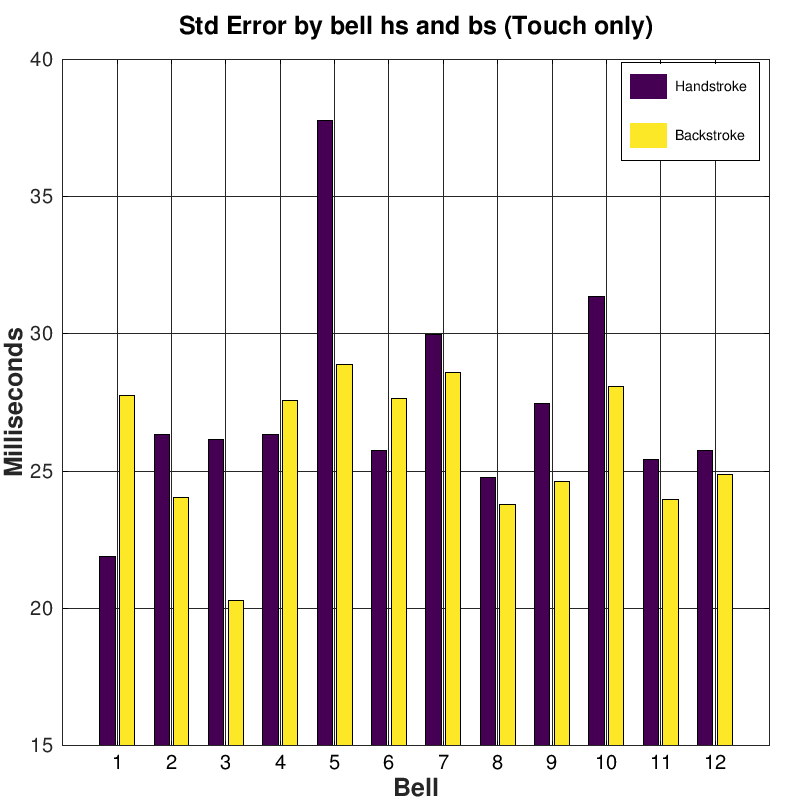 Std Error by bell hs and bs (Touch only)
Handstroke
Backstroke
40
35
30
25
20
15
Milliseconds
1 2 3 4 5 6 7 8 9 10 11 12
Bell